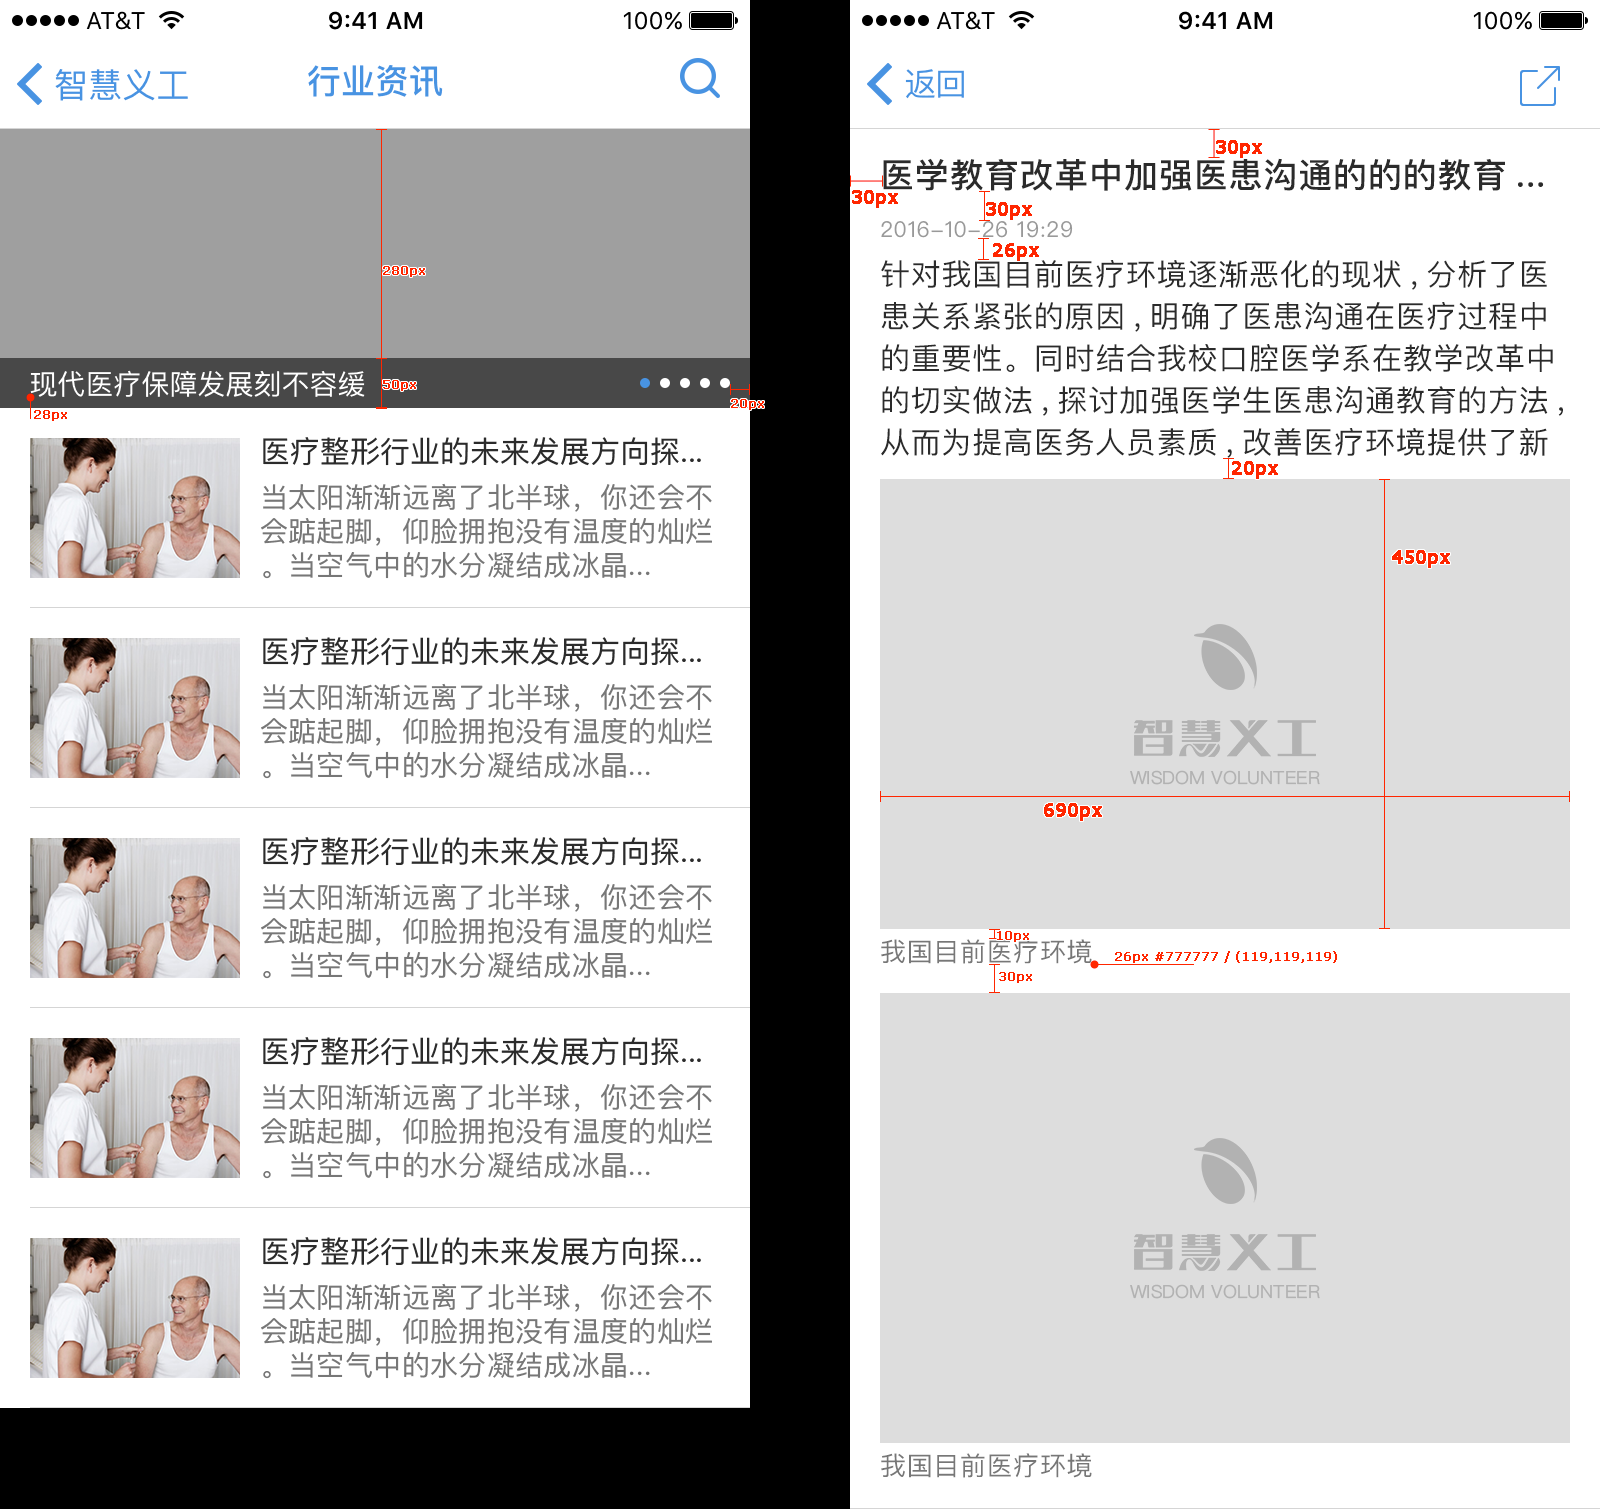 AT&T 9:41 AM 100%
智慧义工 行业资讯
280px
现代医疗保障发展刻不容缓
50px
20px
28px
医疗整形行业的未来发展方向探...
当太阳渐渐远离了北半球，你还会不
会踮起脚，仰脸拥抱没有温度的灿烂
。当空气中的水分凝结成冰晶...
医疗整形行业的未来发展方向探...
当太阳渐渐远离了北半球，你还会不
会踮起脚，仰脸拥抱没有温度的灿烂
。当空气中的水分凝结成冰晶...
医疗整形行业的未来发展方向探...
当太阳渐渐远离了北半球，你还会不
会踮起脚，仰脸拥抱没有温度的灿烂
。当空气中的水分凝结成冰晶...
医疗整形行业的未来发展方向探...
当太阳渐渐远离了北半球，你还会不
会踮起脚，仰脸拥抱没有温度的灿烂
。当空气中的水分凝结成冰晶...
医疗整形行业的未来发展方向探...
当太阳渐渐远离了北半球，你还会不
会踮起脚，仰脸拥抱没有温度的灿烂
。当空气中的水分凝结成冰晶...
AT&T 9:41 AM 100%
返回
30px
医学教育改革中加强医患沟通的的的教育 ...
30px
30px
2016-10-26 19:29
26px
针对我国目前医疗环境逐渐恶化的现状，分析了医
患关系紧张的原因，明确了医患沟通在医疗过程中
的重要性。同时结合我校口腔医学系在教学改革中
的切实做法，探讨加强医学生医患沟通教育的方法，
从而为提高医务人员素质，改善医疗环境提供了新
20px
450px
智慧义工
WISDOM VOLUNTEER
690px
10px
我国目前医疗环境
26px #777777 / (119,119,119)
30px
智慧义工
WISDOM VOLUNTEER
我国目前医疗环境